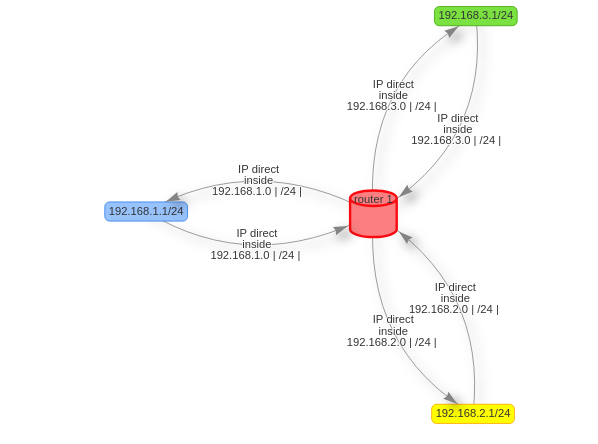 192.168.3.1/24
IP direct
inside
192.168.3.0 | /24 |
IP direct
inside
192.168.3.0 | /24 |
IP direct
inside
192.168.1.0 | /24 |
router 1
192.168.1.1/24
IP direct
inside
192.168.1.0 | /24 |
IP direct
inside
192.168.2.0 | /24 |
IP direct
inside
192.168.2.0 | /24 |
192.168.2.1/24